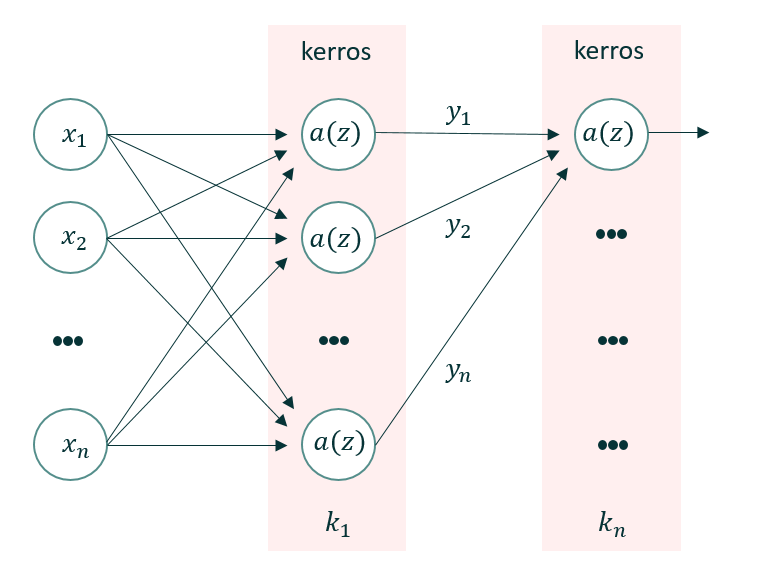 kerros
kerros
x₁
a(z)
y₁
a(z)
x₂
a(z)
y₂
•••
•••
•••
•••
yₙ
xₙ
a(z)
•••
k₁
kₙ